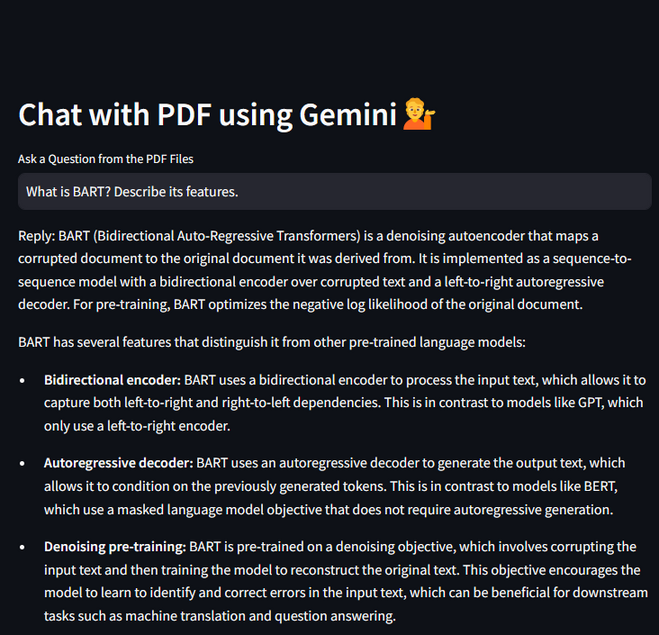 Chat with PDF using Gemini 💁
Ask a Question from the PDF Files
What is BART? Describe its features.
Reply: BART (Bidirectional Auto-Regressive Transformers) is a denoising autoencoder that maps a
corrupted document to the original document it was derived from. It is implemented as a sequence-to-
sequence model with a bidirectional encoder over corrupted text and a left-to-right autoregressive
decoder. For pre-training, BART optimizes the negative log likelihood of the original document.
BART has several features that distinguish it from other pre-trained language models:
• Bidirectional encoder: BART uses a bidirectional encoder to process the input text, which allows it to
capture both left-to-right and right-to-left dependencies. This is in contrast to models like GPT, which
only use a left-to-right encoder.
• Autoregressive decoder: BART uses an autoregressive decoder to generate the output text, which
allows it to condition on the previously generated tokens. This is in contrast to models like BERT,
which use a masked language model objective that does not require autoregressive generation.
• Denoising pre-training: BART is pre-trained on a denoising objective, which involves corrupting the
input text and then training the model to reconstruct the original text. This objective encourages the
model to learn to identify and correct errors in the input text, which can be beneficial for downstream
tasks such as machine translation and question answering.